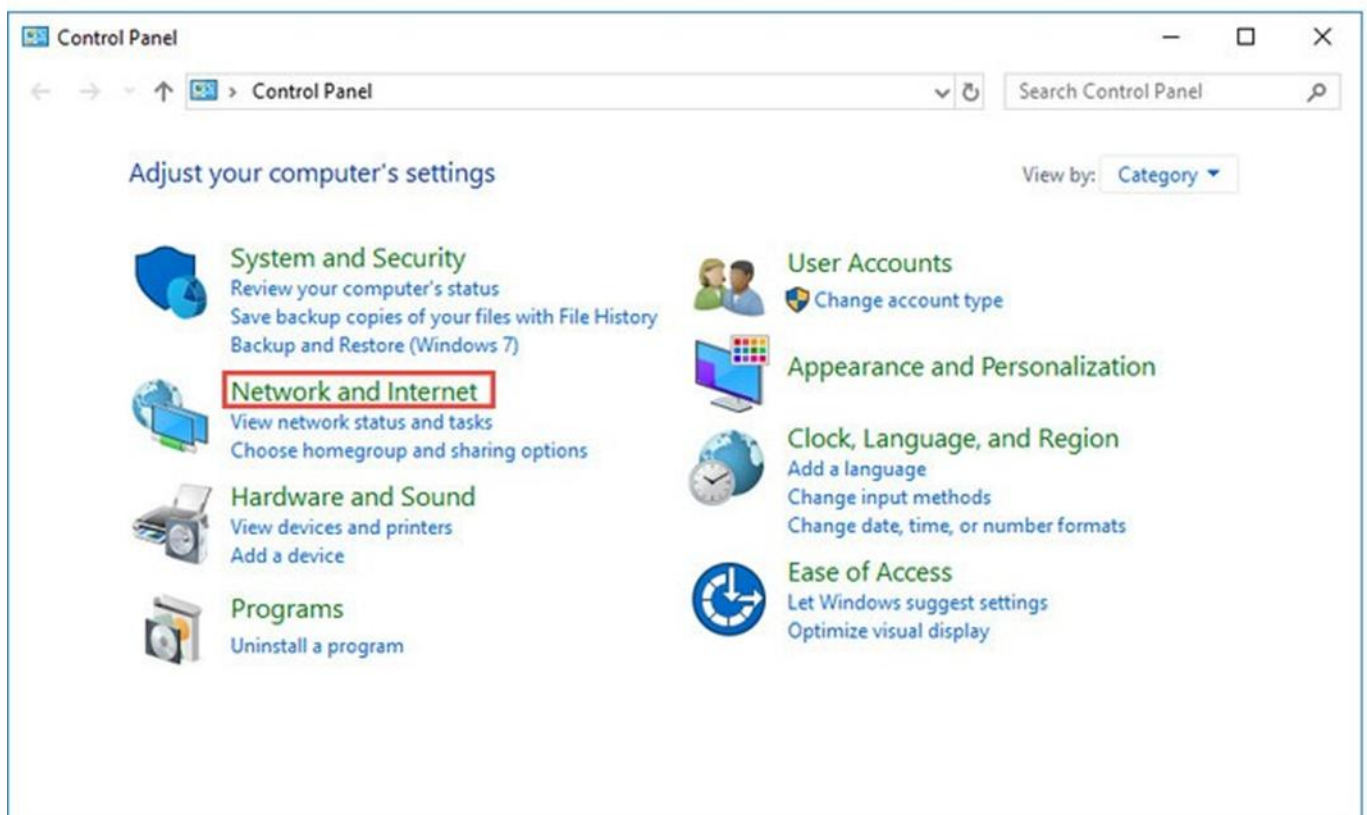 Control Panel
Control Panel
Search Control Panel
Adjust your computer's settings
View by: Category
System and Security
Review your computer's status
Save backup copies of your files with File History
Backup and Restore (Windows 7)
Network and Internet
View network status and tasks
Choose homegroup and sharing options
Hardware and Sound
View devices and printers
Add a device
Programs
Uninstall a program
User Accounts
Change account type
Appearance and Personalization
Clock, Language, and Region
Add a language
Change input methods
Change date, time, or number formats
Ease of Access
Let Windows suggest settings
Optimize visual display